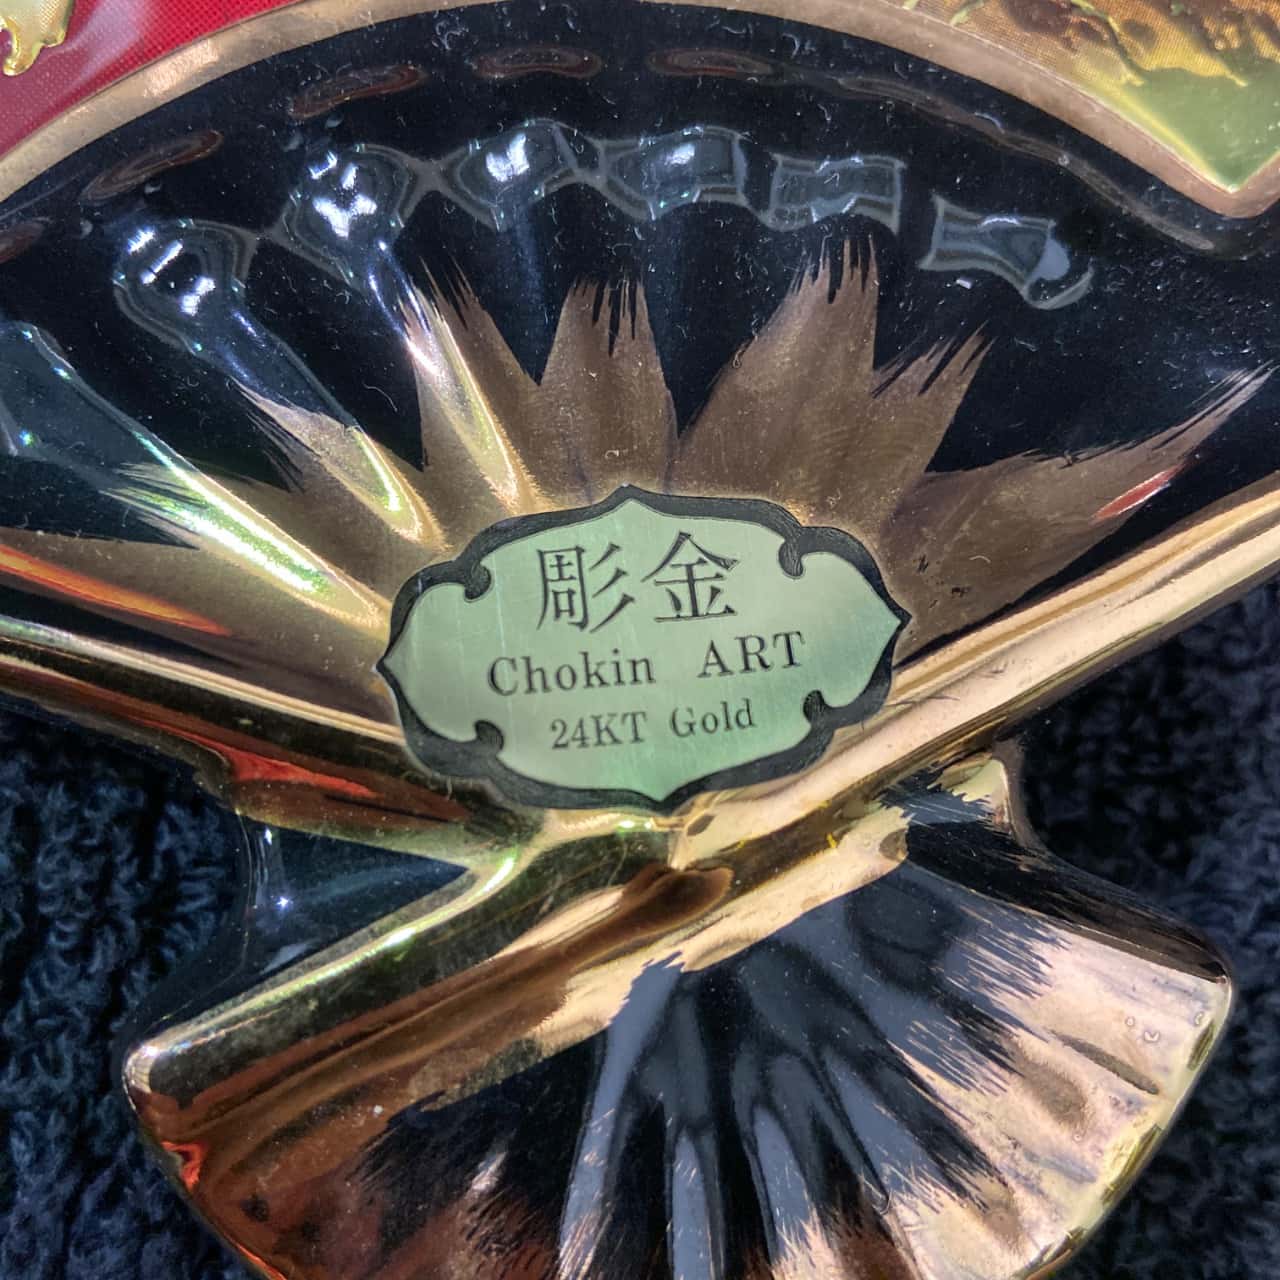 彫金
Chokin ART
24KT Gold